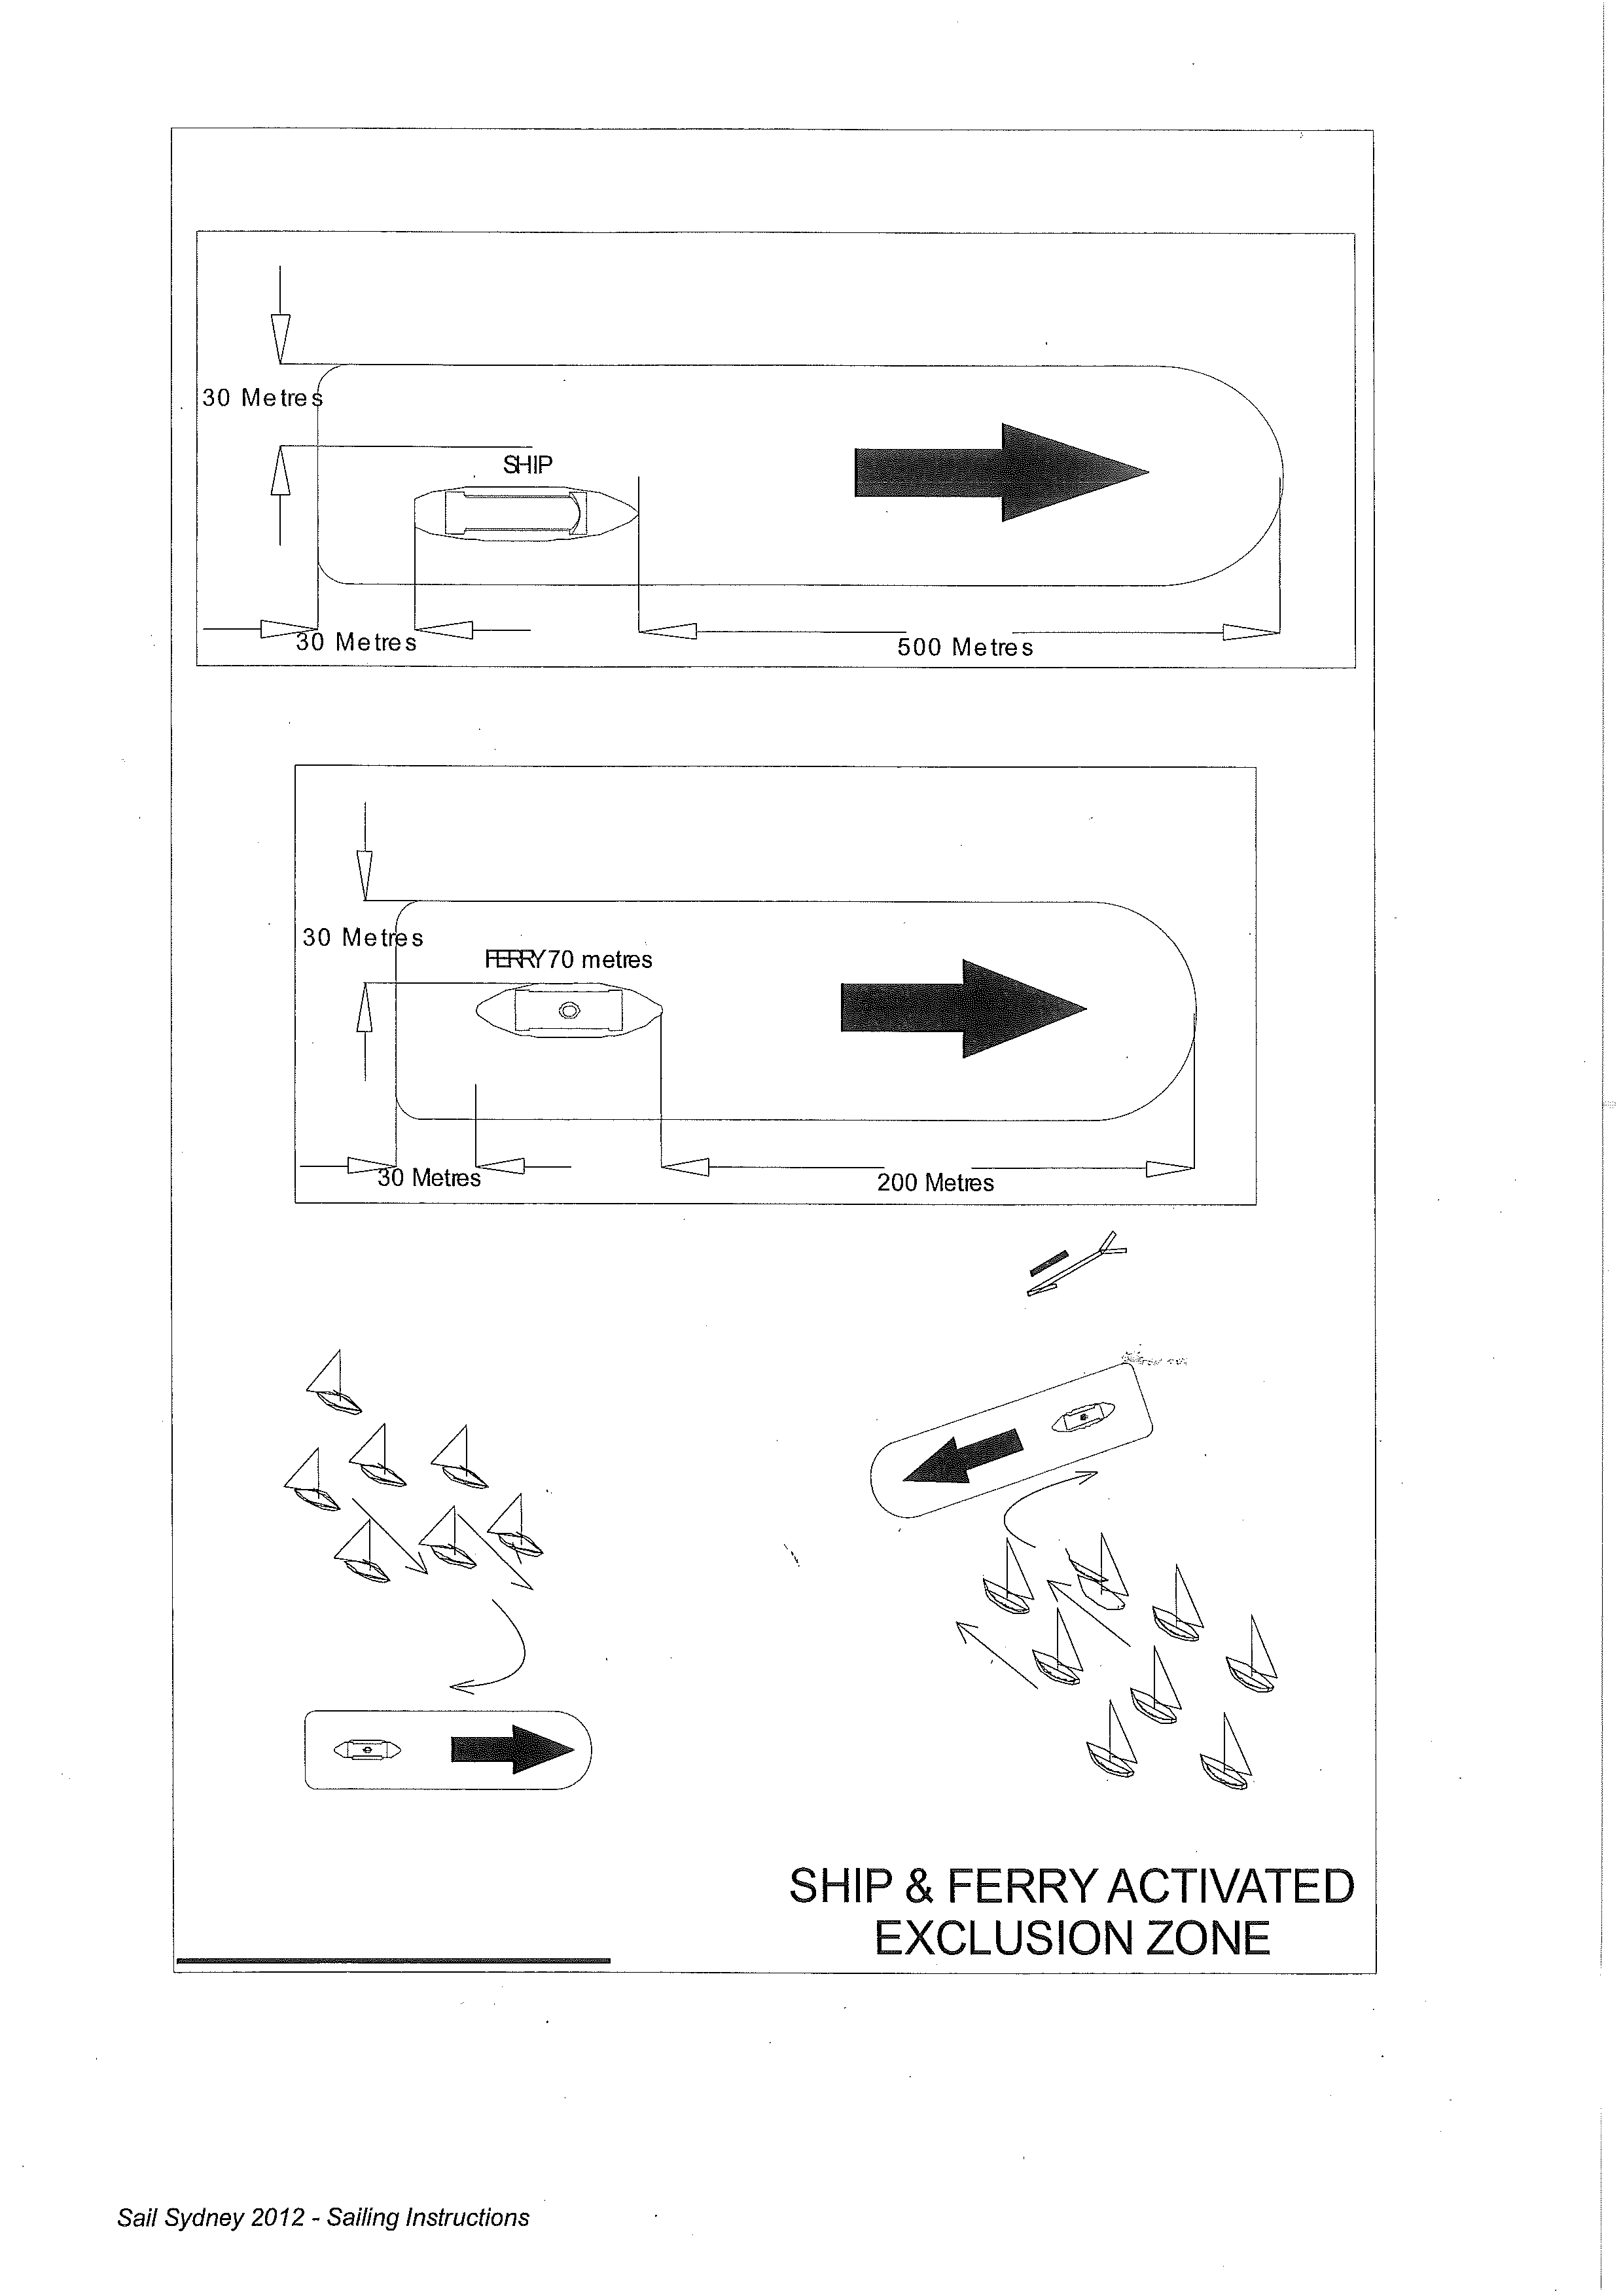 30 Metres
SHIP
30 Metres
500 Metres
30 Metres
FERRY 70 metres
30 Metres
200 Metres
SHIP & FERRY ACTIVATED
EXCLUSION ZONE
Sail Sydney 2012 - Sailing Instructions